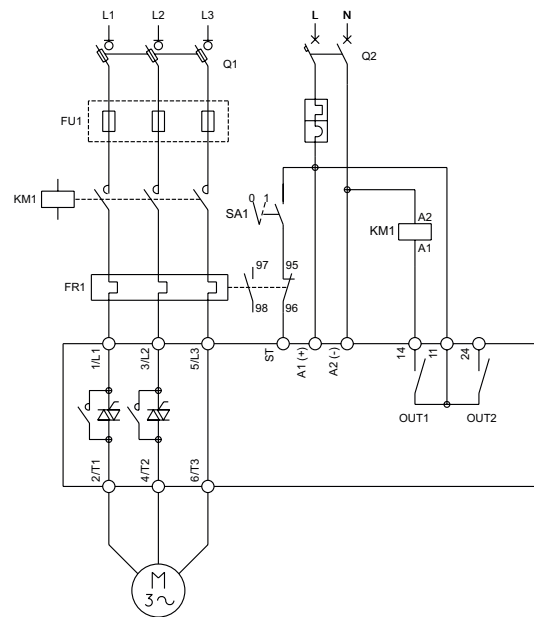 L1 L2 L3 L N
Q1 Q2
FU1
KM1
0 1
SA1
A2
KM1
A1
97 95
FR1
98 96
1/L1 3/L2 5/L3 ST A1 (+) A2 (-) 14 11 24
OUT1 OUT2
2/T1 4/T2 6/T3
M
3~